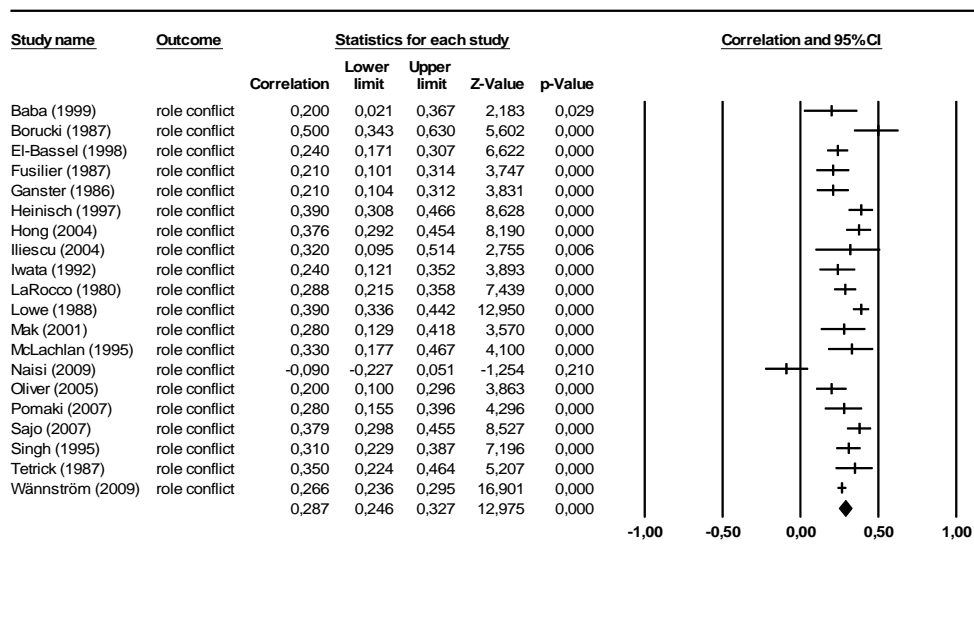 Study name Outcome Statistics for each study Correlation and 95%CI
Lower Upper
Correlation limit limit Z-Value p-Value
Baba (1999) role conflict 0,200 0,021 0,367 2,183 0,029
Borucki (1987) role conflict 0,500 0,343 0,630 5,602 0,000
El-Bassel (1998) role conflict 0,240 0,171 0,307 6,622 0,000
Fusilier (1987) role conflict 0,210 0,101 0,314 3,747 0,000
Ganster (1986) role conflict 0,210 0,104 0,312 3,831 0,000
Heinisch (1997) role conflict 0,390 0,308 0,466 8,628 0,000
Hong (2004) role conflict 0,376 0,292 0,454 8,190 0,000
Iliescu (2004) role conflict 0,320 0,095 0,514 2,755 0,006
Iwata (1992) role conflict 0,240 0,121 0,352 3,893 0,000
LaRocco (1980) role conflict 0,288 0,215 0,358 7,439 0,000
Lowe (1988) role conflict 0,390 0,336 0,442 12,950 0,000
Mak (2001) role conflict 0,280 0,129 0,418 3,570 0,000
McLachlan (1995) role conflict 0,330 0,177 0,467 4,100 0,000
Naisi (2009) role conflict -0,090 -0,227 0,051 -1,254 0,210
Oliver (2005) role conflict 0,200 0,100 0,296 3,863 0,000
Pomaki (2007) role conflict 0,280 0,155 0,396 4,296 0,000
Sajo (2007) role conflict 0,379 0,298 0,455 8,527 0,000
Singh (1995) role conflict 0,310 0,229 0,387 7,196 0,000
Tetrick (1987) role conflict 0,350 0,224 0,464 5,207 0,000
Wännström (2009) role conflict 0,266 0,236 0,295 16,901 0,000
0,287 0,246 0,327 12,975 0,000
-1,00 -0,50 0,00 0,50 1,00